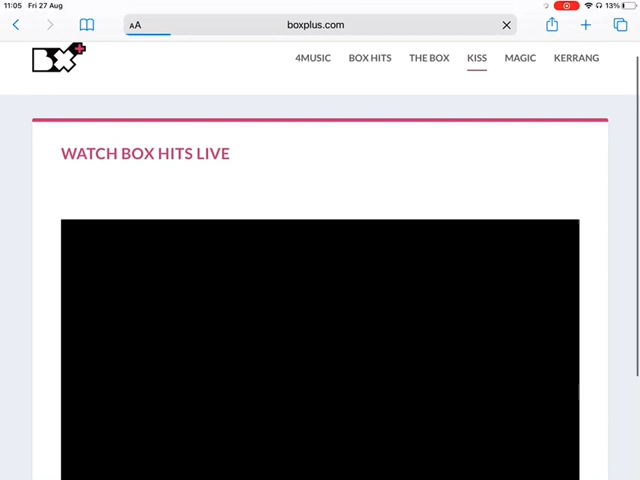 11:05 Fri 27 Aug 13%
AA boxplus.com
BX+ 4MUSIC BOX HITS THE BOX KISS MAGIC KERRANG
WATCH BOX HITS LIVE